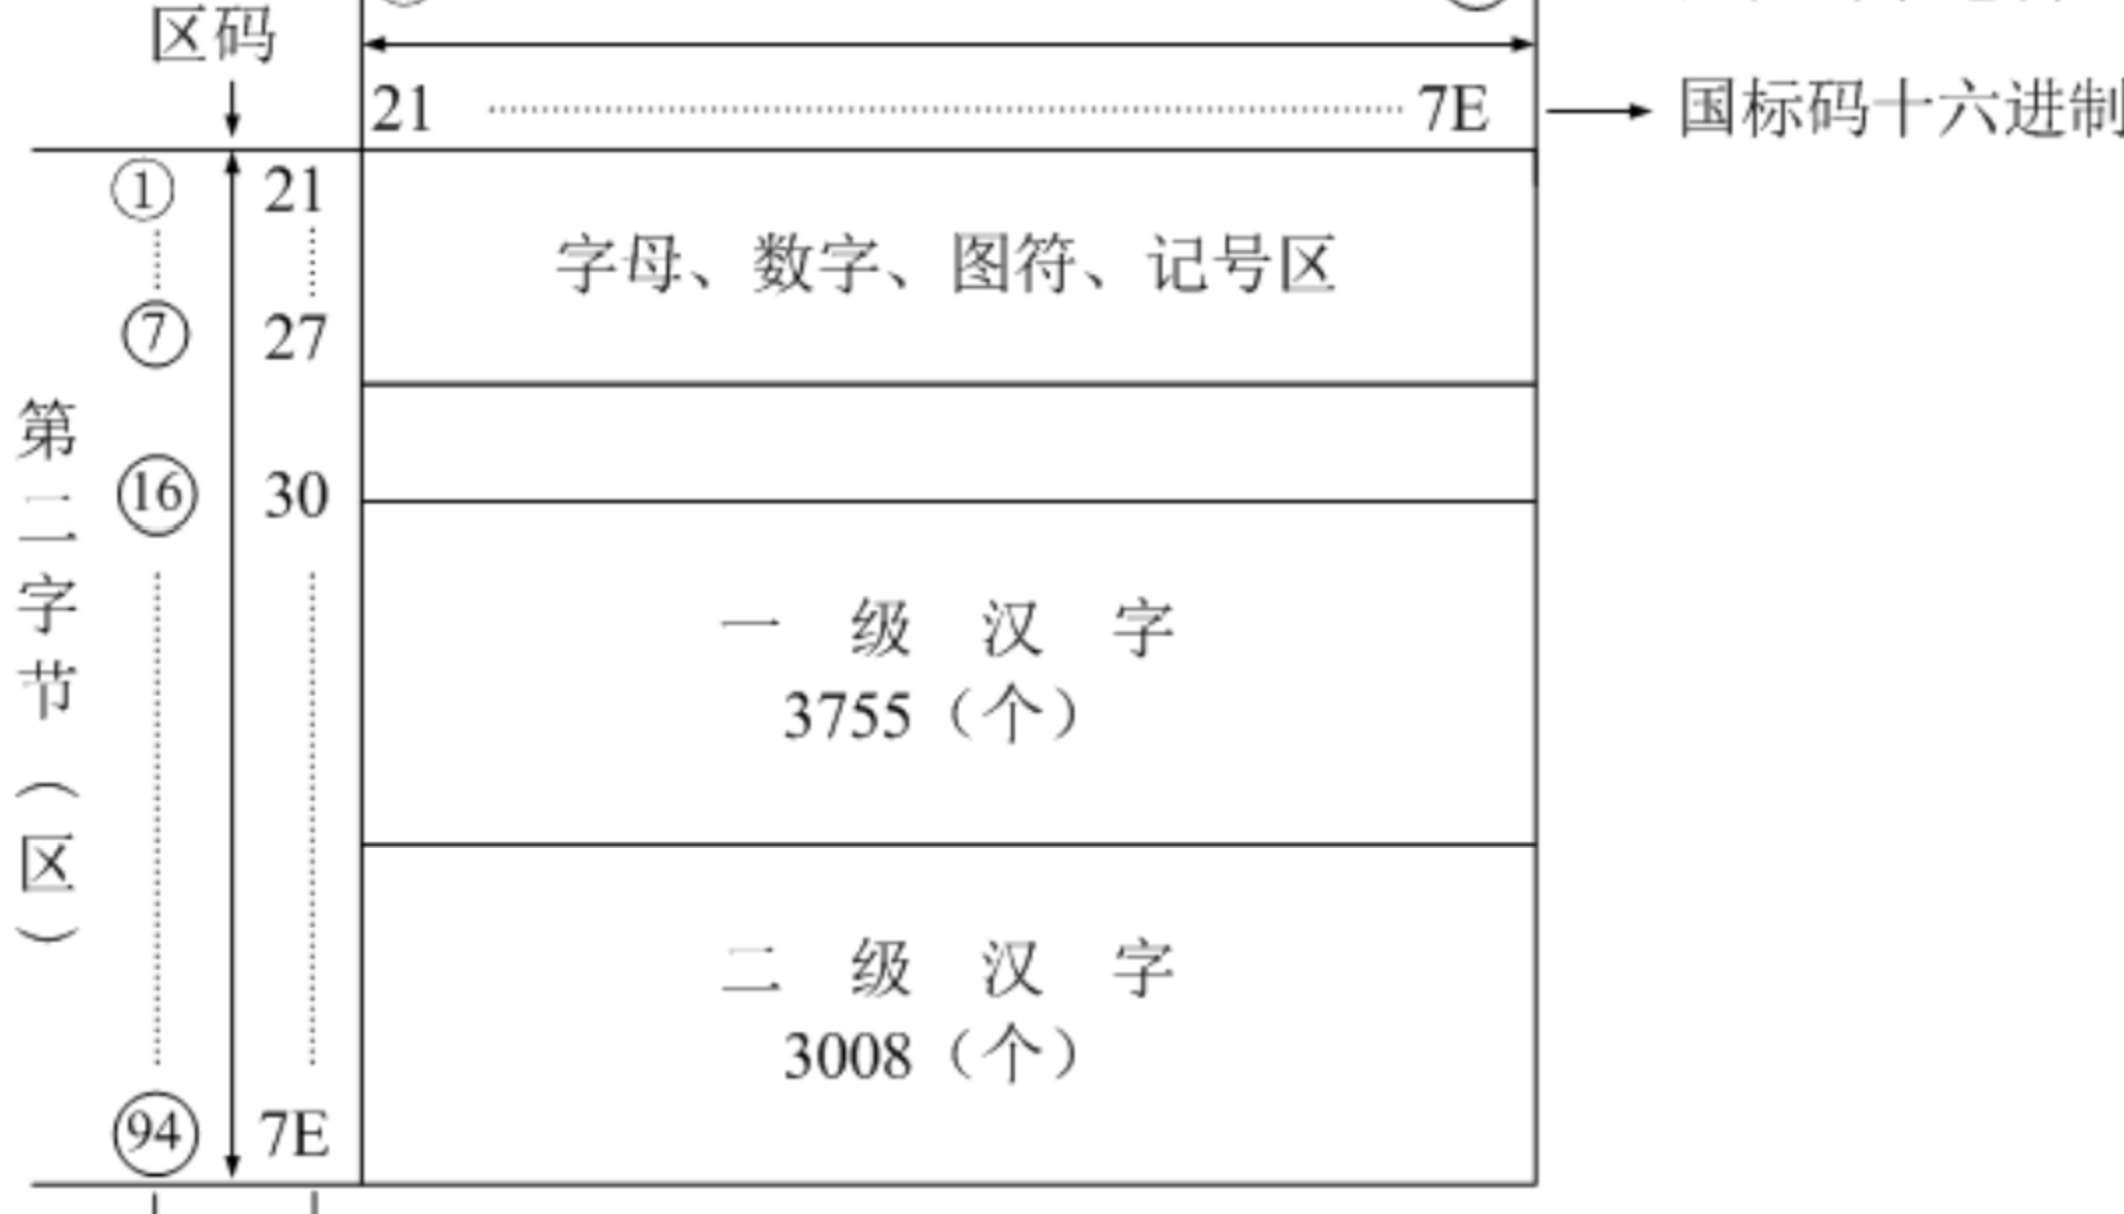 区码
21 7E 国标码十六进制
① 21
字母、数字、图符、记号区
⑦ 27
⑯ 30
第二字节（区）
一级汉字
3755（个）
二级汉字
3008（个）
94 7E